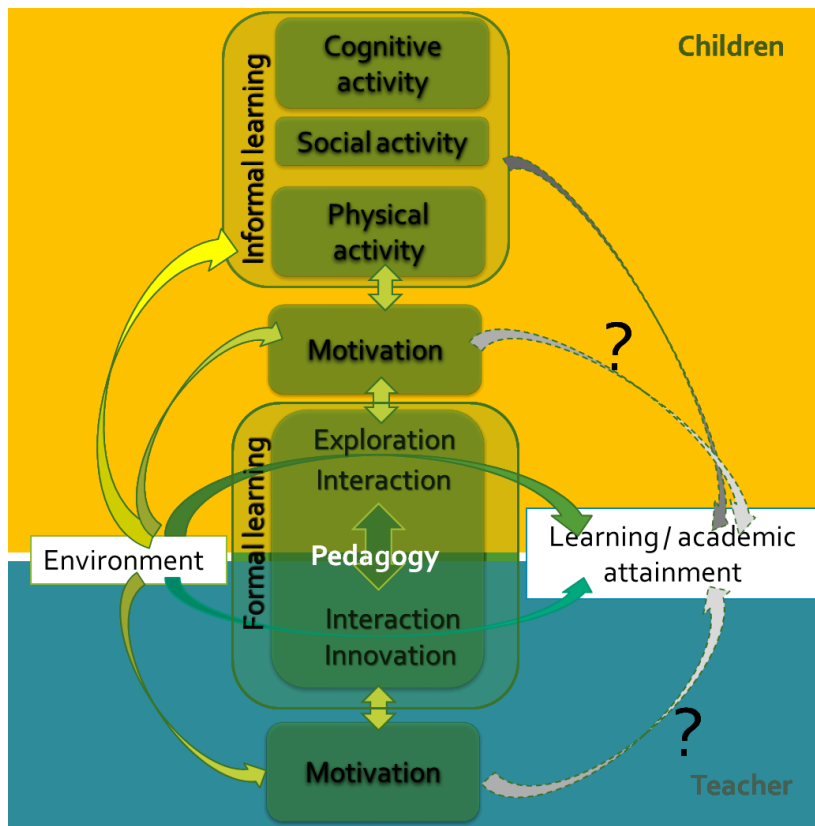 Children
Informal learning
Cognitive
activity
Social activity
Physical
activity
Motivation
?
Formal learning
Exploration
Interaction
Environment
Pedagogy
Learning / academic
attainment
Interaction
Innovation
?
Motivation
Teacher